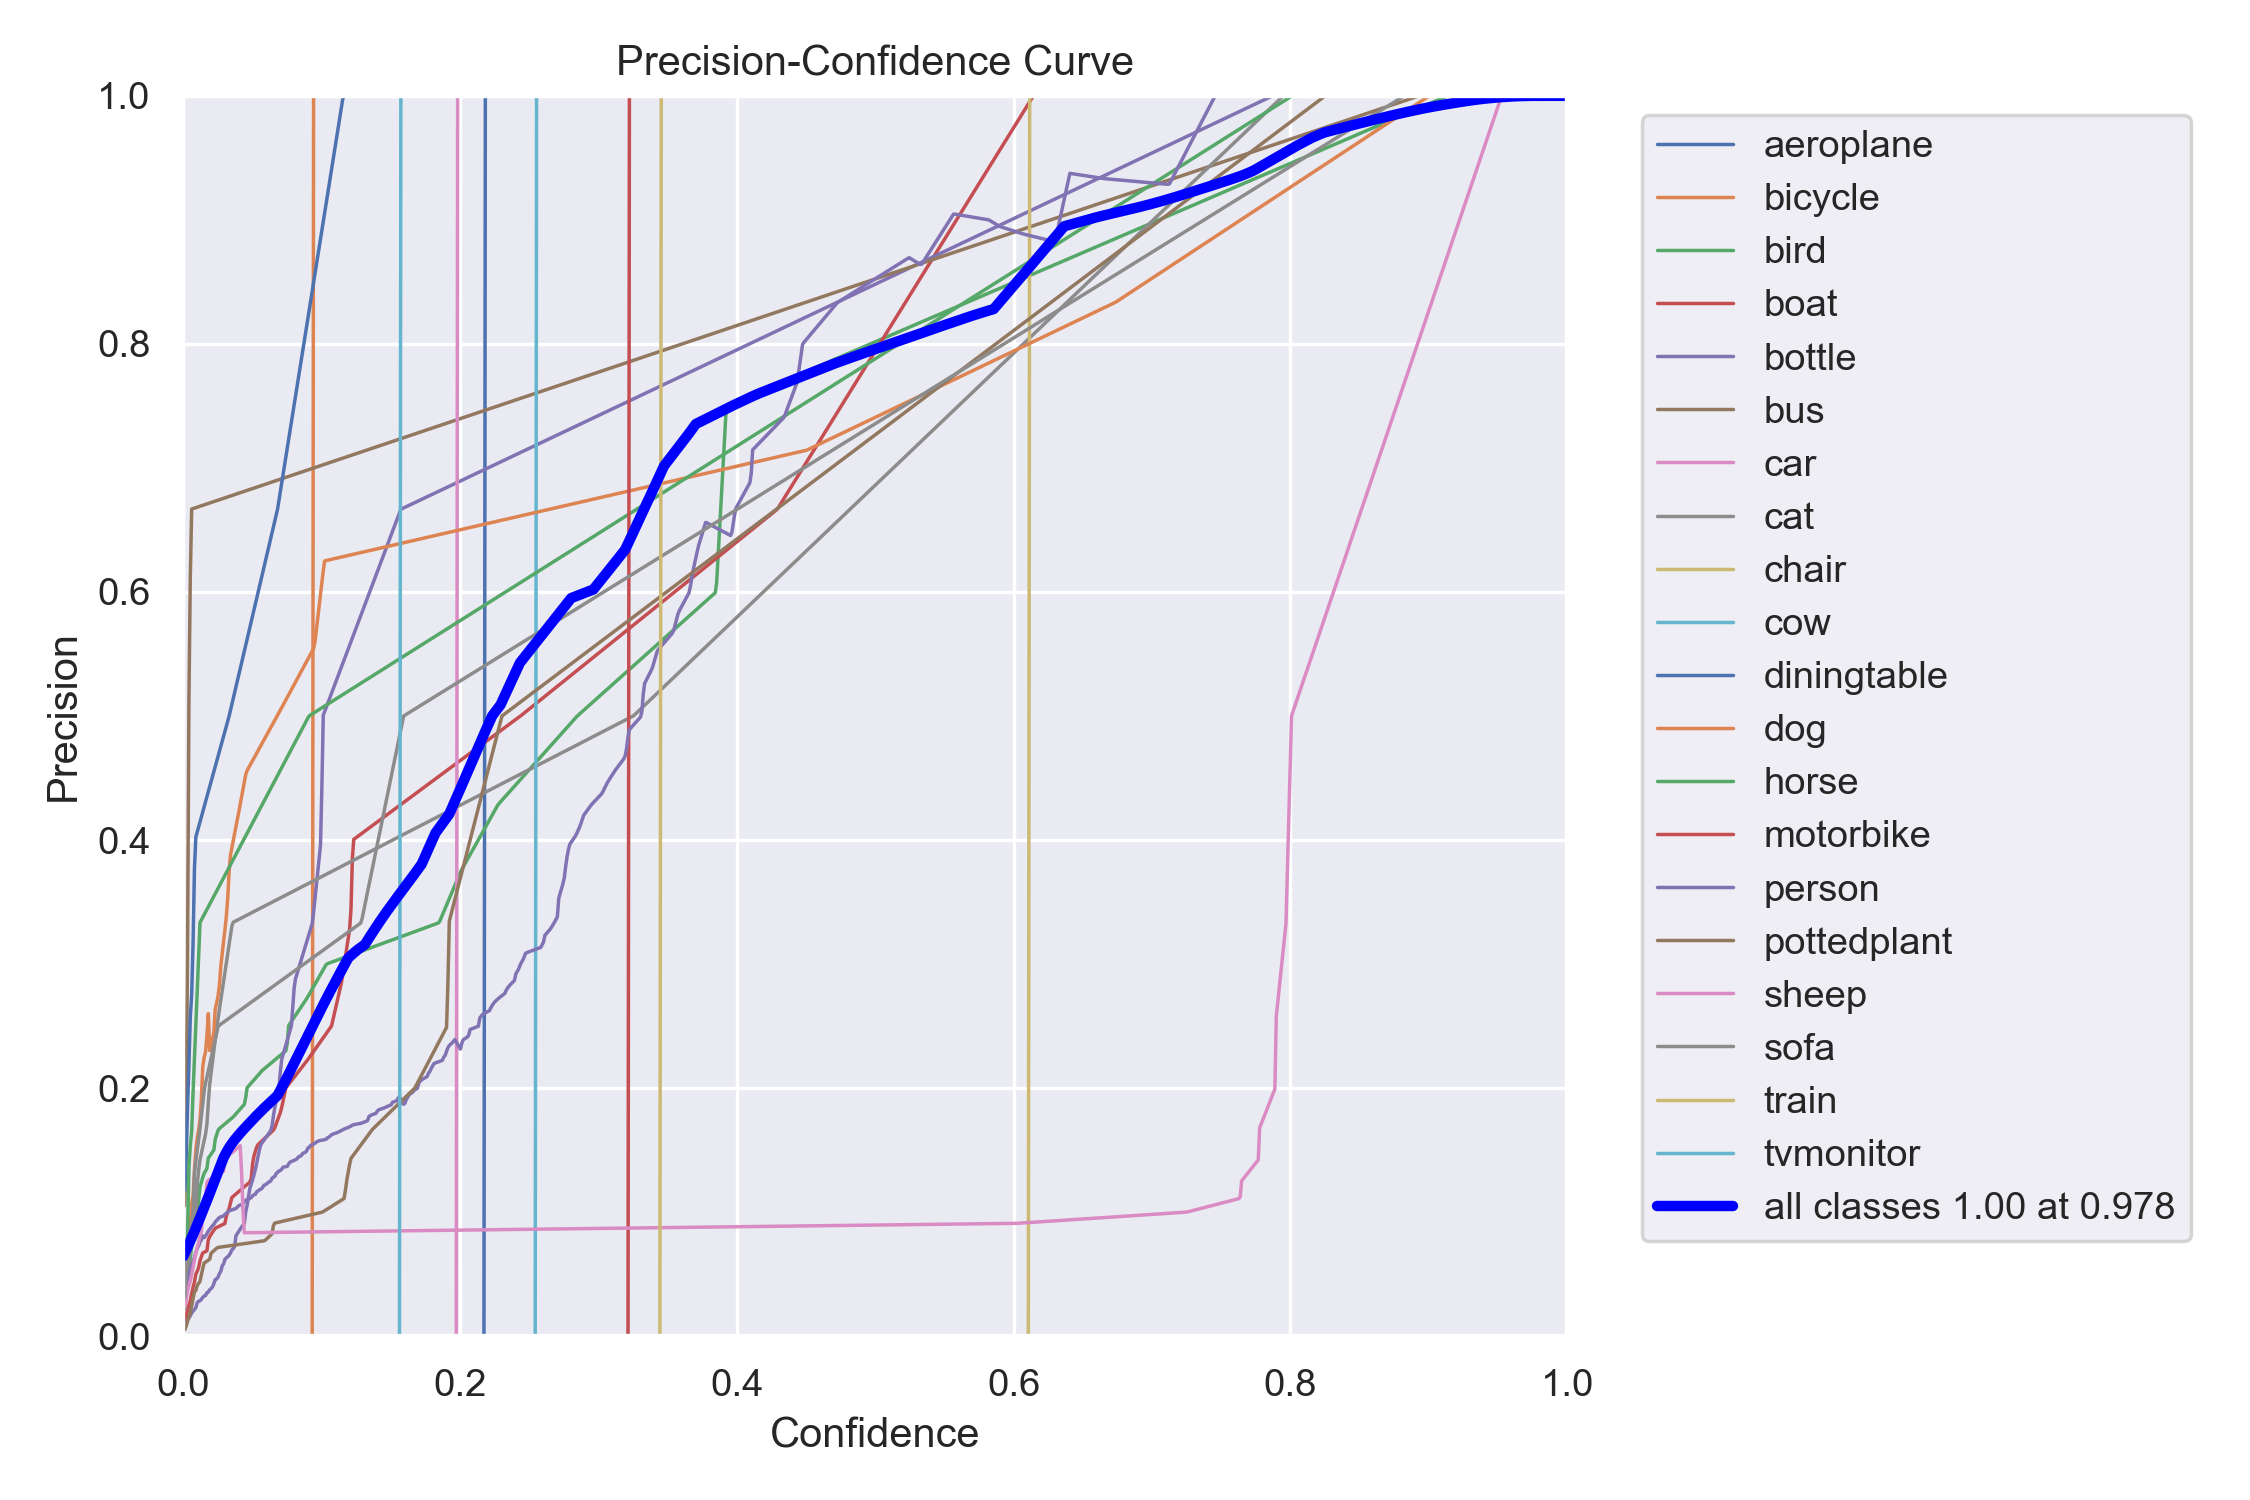 Precision-Confidence Curve
1.0
0.8
0.6
0.4
0.2
0.0
Precision
0.0 0.2 0.4 0.6 0.8 1.0
Confidence
aeroplane
bicycle
bird
boat
bottle
bus
car
cat
chair
cow
diningtable
dog
horse
motorbike
person
pottedplant
sheep
sofa
train
tvmonitor
all classes 1.00 at 0.978